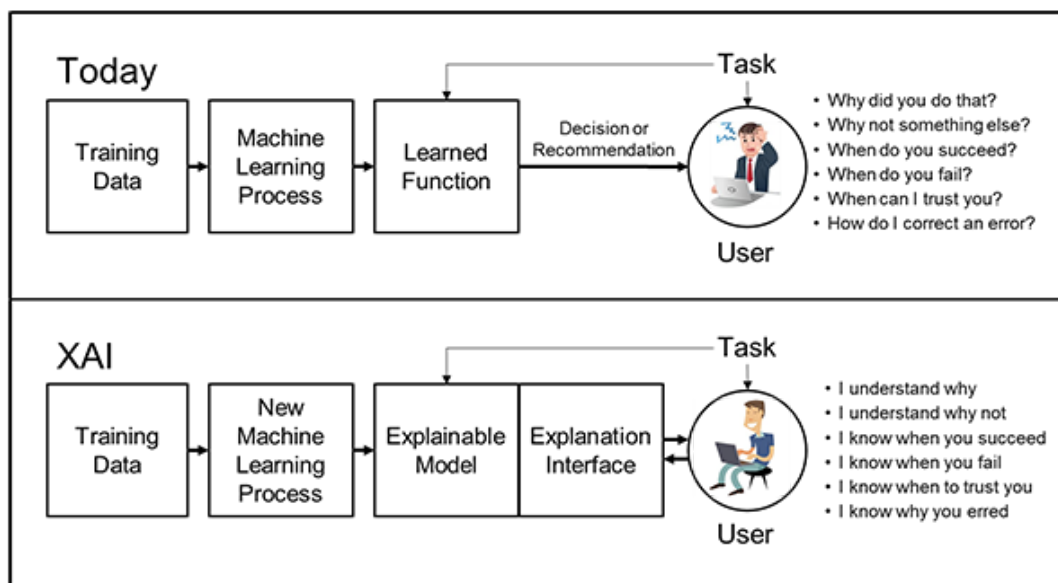 Today
Task
Training
Data
Machine
Learning
Process
Learned
Function
Decision or
Recommendation
User
• Why did you do that?
• Why not something else?
• When do you succeed?
• When do you fail?
• When can I trust you?
• How do I correct an error?
XAI
Task
Training
Data
New
Machine
Learning
Process
Explainable
Model
Explanation
Interface
User
• I understand why
• I understand why not
• I know when you succeed
• I know when you fail
• I know when to trust you
• I know why you erred